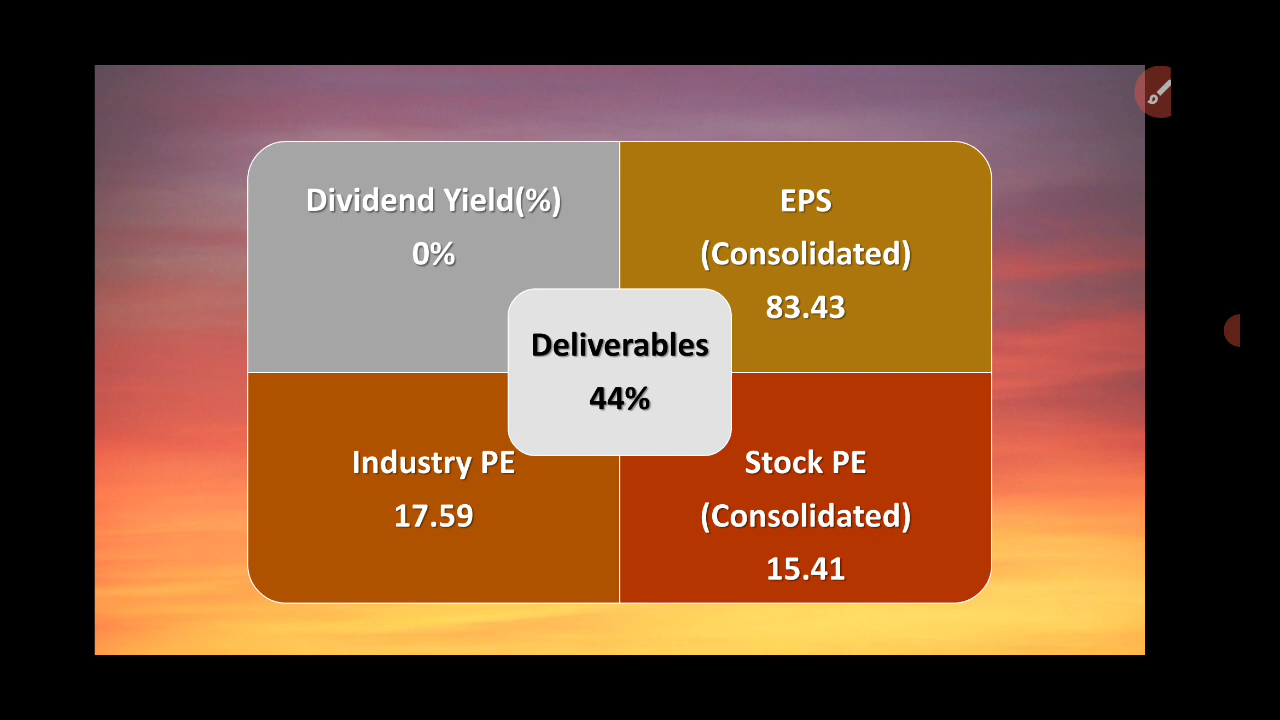 Dividend Yield(%)
0%
EPS
(Consolidated)
83.43
Deliverables
44%
Industry PE
17.59
Stock PE
(Consolidated)
15.41